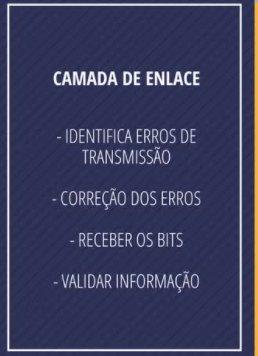 CAMADA DE ENLACE
- IDENTIFICA ERROS DE
TRANSMISSÃO
- CORREÇÃO DOS ERROS
- RECEBER OS BITS
- VALIDAR INFORMAÇÃO